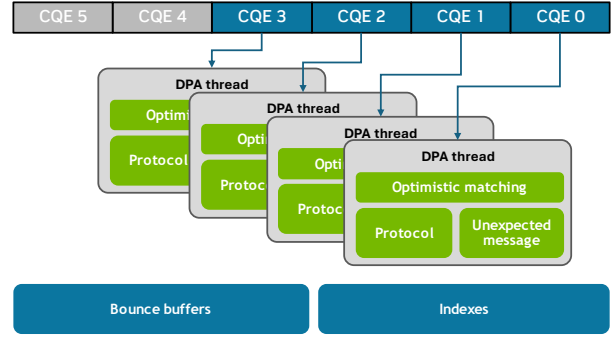 CQE 5 CQE 4 CQE 3 CQE 2 CQE 1 CQE 0
DPA thread
Optimi
Protocol
DPA thread
Opti
Protoc
DPA thread
Opti
Protoc
DPA thread
Optimistic matching
Protocol
Unexpected
message
Bounce buffers
Indexes